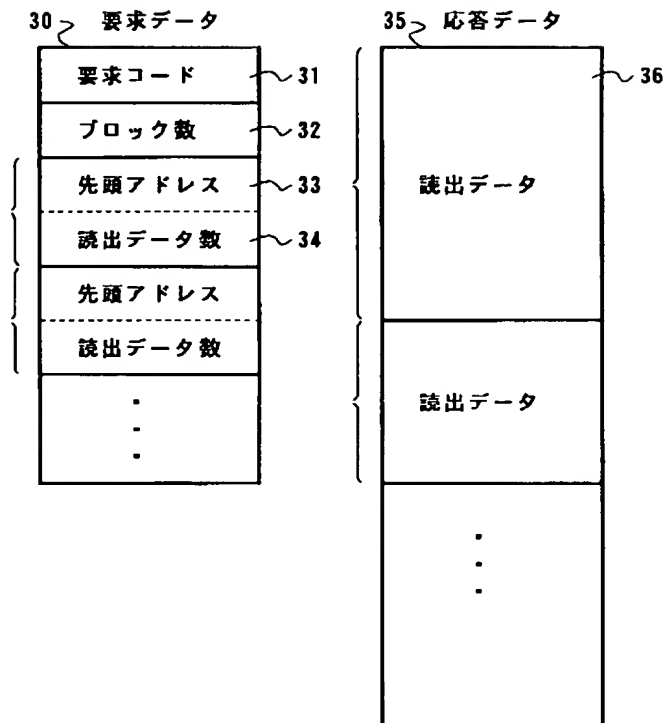 30 要求データ
要求コード 31
ブロック数 32
先頭アドレス 33
読出データ数 34
先頭アドレス
読出データ数
35 応答データ
36
読出データ
読出データ